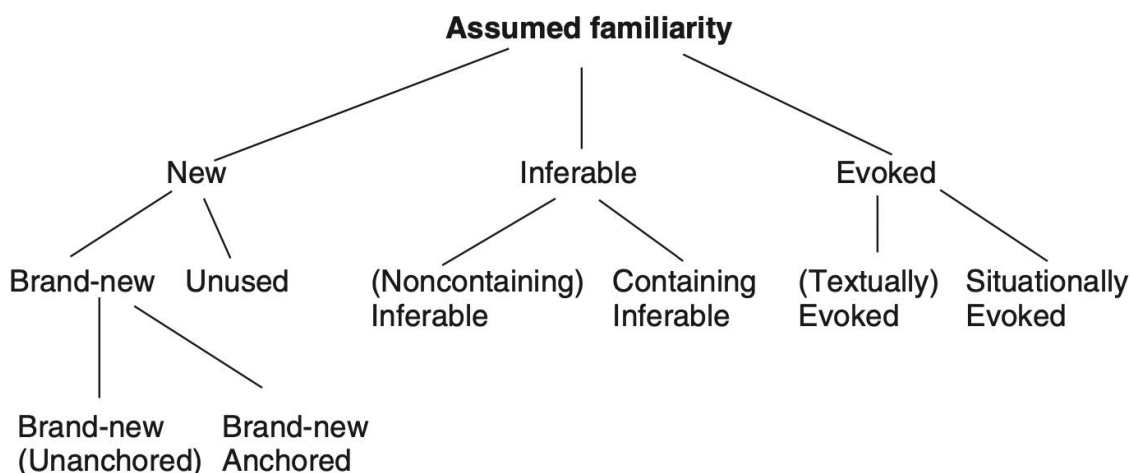 Assumed familiarity
New
Inferable
Evoked
Brand-new
Unused
(Noncontaining)
Inferable
Containing
Inferable
(Textually)
Evoked
Situationally
Evoked
Brand-new
(Unanchored)
Brand-new
Anchored